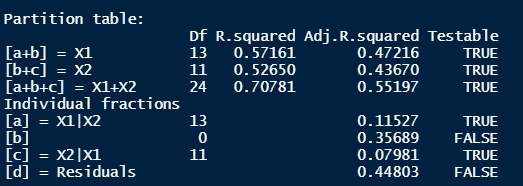 Partition table:
Df R.squared Adj.R.squared Testable
[a+b] = X1 13 0.57161 0.47216 TRUE
[b+c] = X2 11 0.52650 0.43670 TRUE
[a+b+c] = X1+X2 24 0.70781 0.55197 TRUE
Individual fractions
[a] = X1|X2 13 0.11527 TRUE
[b] 0 0.35689 FALSE
[c] = X2|X1 11 0.07981 TRUE
[d] = Residuals 0.44803 FALSE